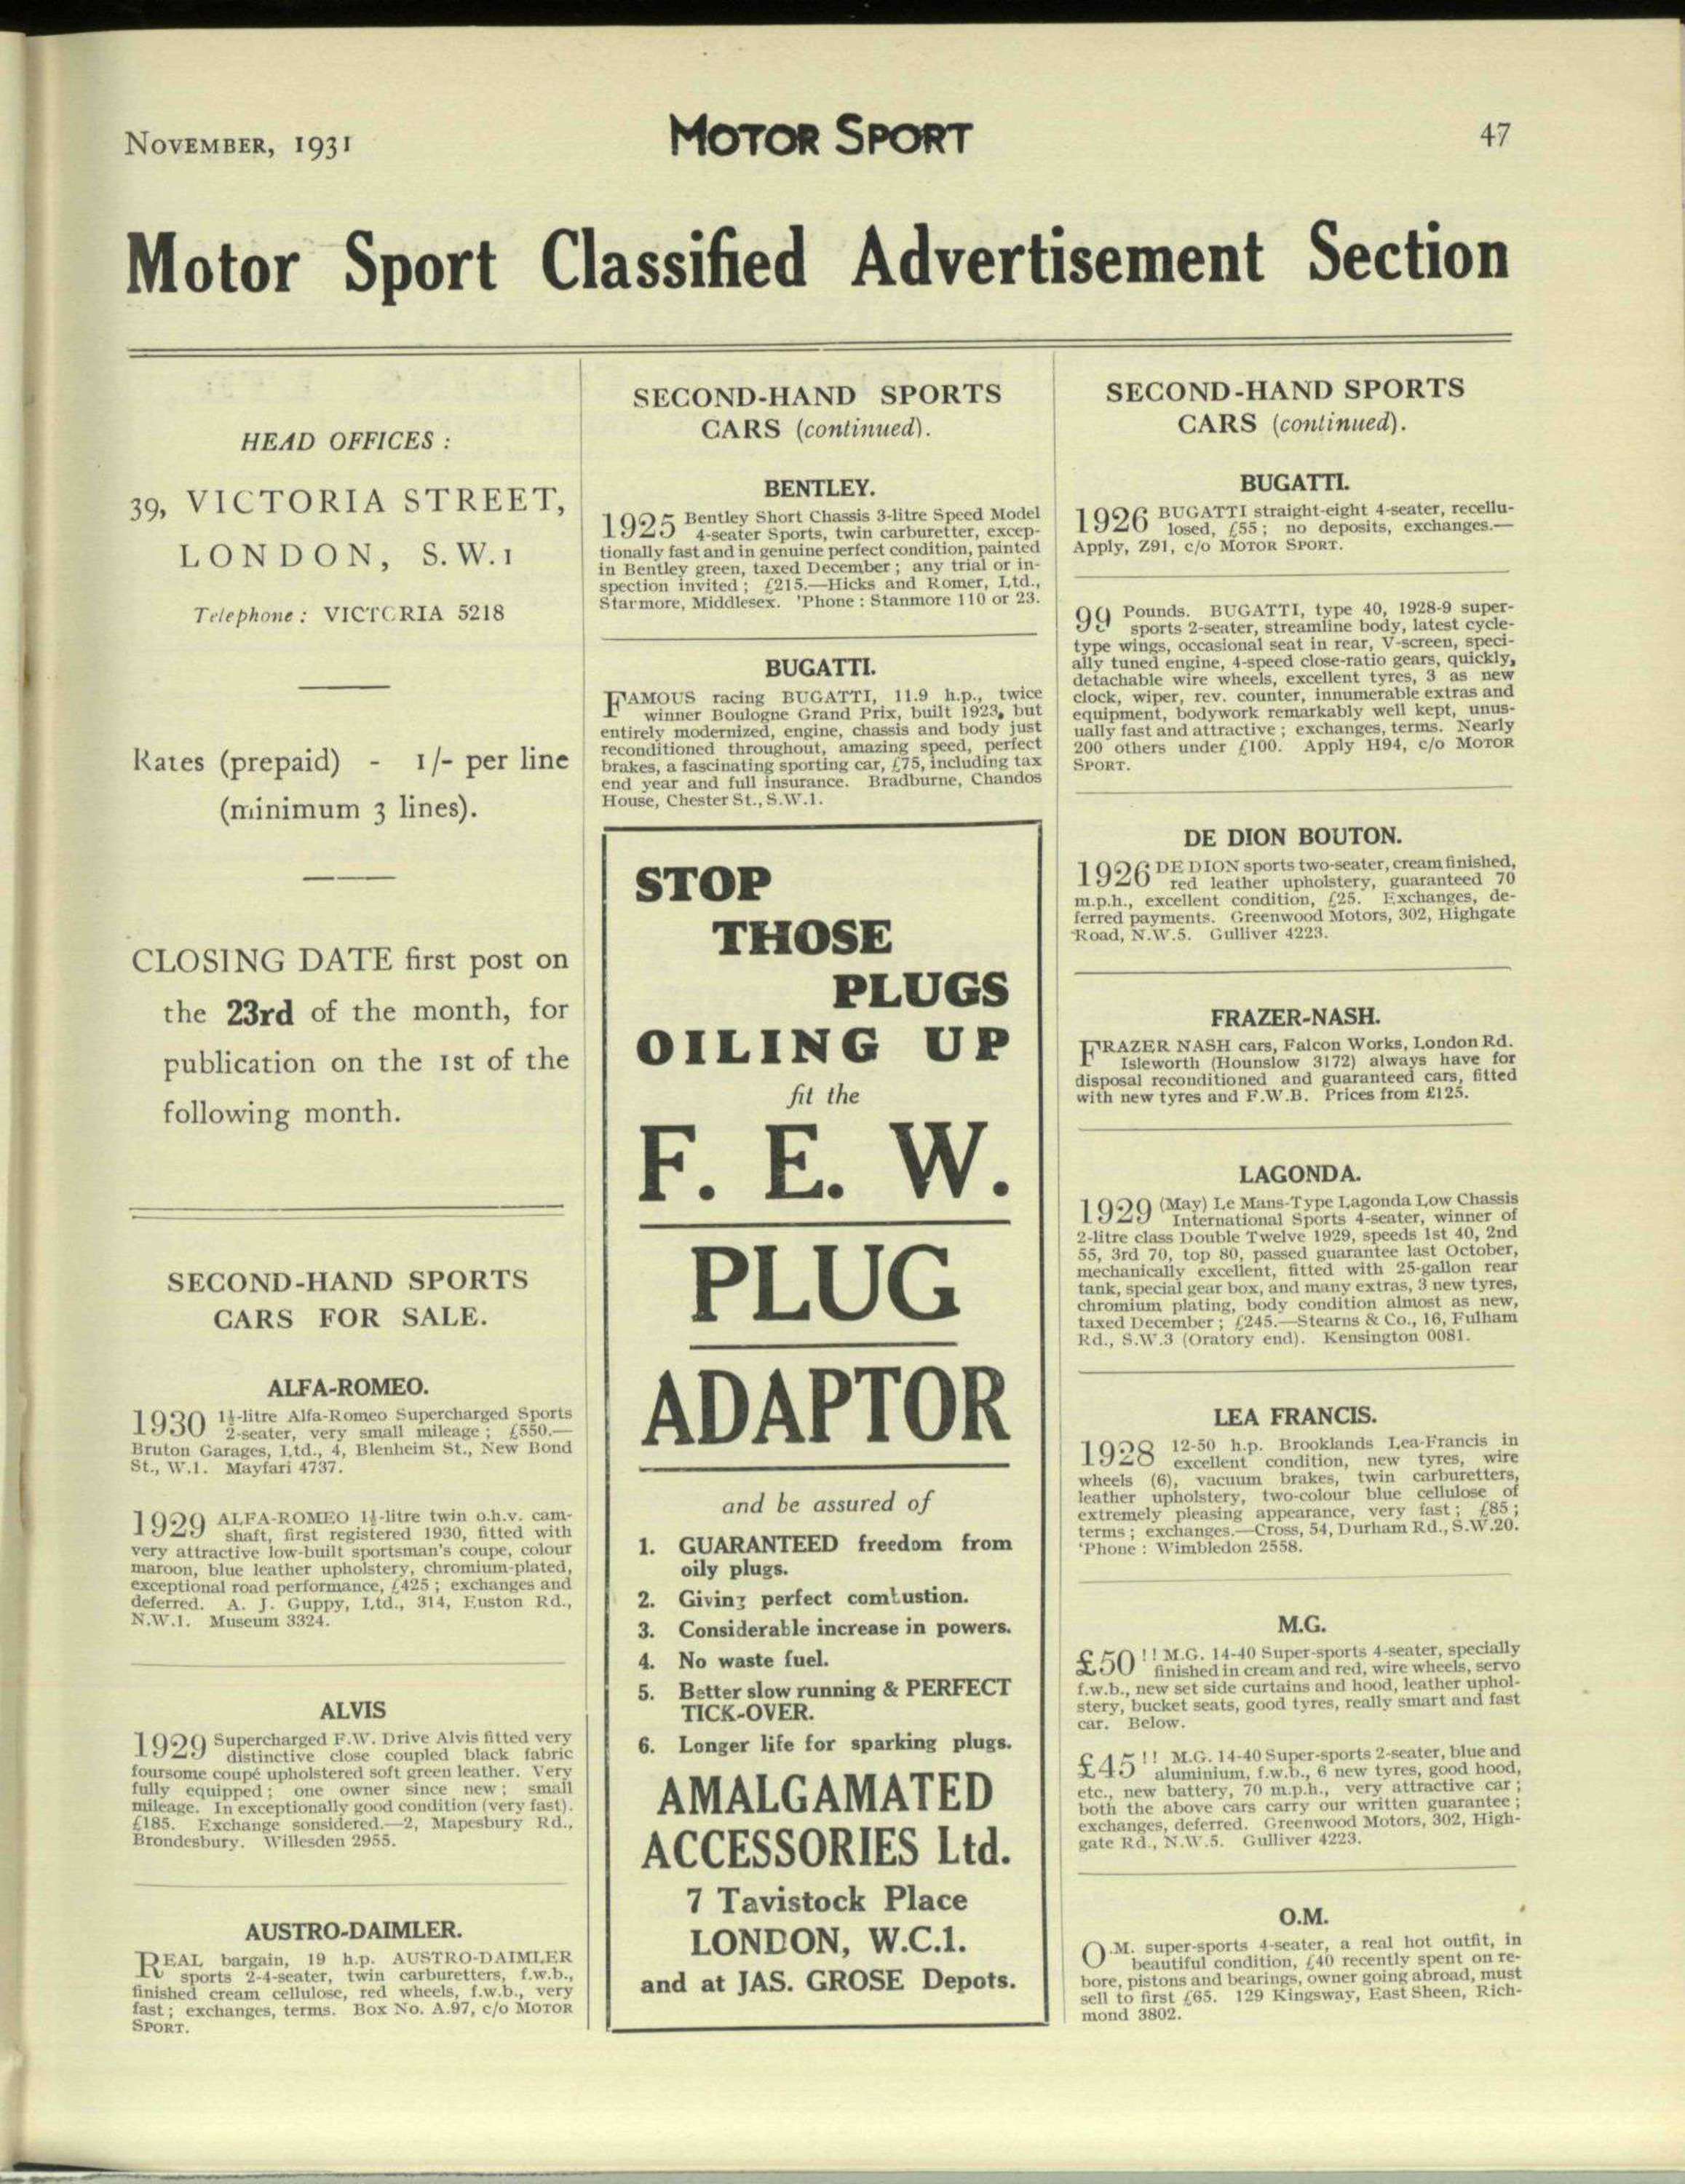 NOVEMBER, 1931
MOTOR SPORT
47
Motor Sport Classified Advertisement Section
HEAD OFFICES :
39, VICTORIA STREET,
LONDON, S.W.1
Telephone : VICTORIA 5218
Rates (prepaid) - 1/- per line
(minimum 3 lines).
CLOSING DATE first post on
the 23rd of the month, for
publication on the 1st of the
following month.
SECOND-HAND SPORTS
CARS FOR SALE.
ALFA-ROMEO.
1930 1½-litre Alfa-Romeo Supercharged Sports
2-seater, very small mileage ; £550.—
Bruton Garages, Ltd., 4, Blenheim St., New Bond
St., W.1. Mayfari 4737.
1929 ALFA-ROMEO 1½-litre twin o.h.v. cam-
shaft, first registered 1930, fitted with
very attractive low-built sportsman's coupe, colour
maroon, blue leather upholstery, chromium-plated,
exceptional road performance, £425 ; exchanges and
deferred. A. J. Guppy, Ltd., 314, Euston Rd.,
N.W.1. Museum 3324.
ALVIS
1929 Supercharged F.W. Drive Alvis fitted very
distinctive close coupled black fabric
foursome coupé upholstered soft green leather. Very
fully equipped ; one owner since new ; small
mileage. In exceptionally good condition (very fast).
£185. Exchange sonsidered.—2, Mapesbury Rd.,
Brondesbury. Willesden 2955.
AUSTRO-DAIMLER.
REAL bargain, 19 h.p. AUSTRO-DAIMLER
sports 2-4-seater, twin carburetters, f.w.b.,
finished cream cellulose, red wheels, f.w.b., very
fast ; exchanges, terms. Box No. A.97, c/o MOTOR
SPORT.
SECOND-HAND SPORTS
CARS (continued).
BENTLEY.
1925 Bentley Short Chassis 3-litre Speed Model
4-seater Sports, twin carburetter, excep-
tionally fast and in genuine perfect condition, painted
in Bentley green, taxed December ; any trial or in-
spection invited ; £215.—Hicks and Romer, Ltd.,
Starmore, Middlesex. 'Phone : Stanmore 110 or 23.
BUGATTI.
FAMOUS racing BUGATTI, 11.9 h.p., twice
winner Boulogne Grand Prix, built 1923, but
entirely modernized, engine, chassis and body just
reconditioned throughout, amazing speed, perfect
brakes, a fascinating sporting car, £75, including tax
end year and full insurance. Bradburne, Chandos
House, Chester St., S.W.1.
STOP
THOSE
PLUGS
OILING UP
fit the
F. E. W.
PLUG
ADAPTOR
and be assured of
1. GUARANTEED freedom from
oily plugs.
2. Giving perfect combustion.
3. Considerable increase in powers.
4. No waste fuel.
5. Better slow running & PERFECT
TICK-OVER.
6. Longer life for sparking plugs.
AMALGAMATED
ACCESSORIES Ltd.
7 Tavistock Place
LONDON, W.C.1.
and at JAS. GROSE Depots.
SECOND-HAND SPORTS
CARS (continued).
BUGATTI.
1926 BUGATTI straight-eight 4-seater, recellu-
losed, £55 ; no deposits, exchanges.—
Apply, Z91, c/o MOTOR SPORT.
99 Pounds. BUGATTI, type 40, 1928-9 super-
sports 2-seater, streamline body, latest cycle-
type wings, occasional seat in rear, V-screen, speci-
ally tuned engine, 4-speed close-ratio gears, quickly,
detachable wire wheels, excellent tyres, 3 as new
clock, wiper, rev. counter, innumerable extras and
equipment, bodywork remarkably well kept, unus-
ually fast and attractive ; exchanges, terms. Nearly
200 others under £100. Apply H94, c/o MOTOR
SPORT.
DE DION BOUTON.
1926 DE DION sports two-seater, cream finished,
red leather upholstery, guaranteed 70
m.p.h., excellent condition, £25. Exchanges, de-
ferred payments. Greenwood Motors, 302, Highgate
Road, N.W.5. Gulliver 4223.
FRAZER-NASH.
FRAZER NASH cars, Falcon Works, London Rd.
Isleworth (Hounslow 3172) always have for
disposal reconditioned and guaranteed cars, fitted
with new tyres and F.W.B. Prices from £125.
LAGONDA.
1929 (May) Le Mans-Type Lagonda Low Chassis
International Sports 4-seater, winner of
2-litre class Double Twelve 1929, speeds 1st 40, 2nd
55, 3rd 70, top 80, passed guarantee last October,
mechanically excellent, fitted with 25-gallon rear
tank, special gear box, and many extras, 3 new tyres,
chromium plating, body condition almost as new,
taxed December ; £245.—Stearns & Co., 16, Fulham
Rd., S.W.3 (Oratory end). Kensington 0081.
LEA FRANCIS.
1928 12-50 h.p. Brooklands Lea-Francis in
excellent condition, new tyres, wire
wheels (6), vacuum brakes, twin carburetters,
leather upholstery, two-colour blue cellulose of
extremely pleasing appearance, very fast ; £85 ;
terms ; exchanges.—Cross, 54, Durham Rd., S.W.20.
'Phone : Wimbledon 2558.
M.G.
£50 !! M.G. 14-40 Super-sports 4-seater, specially
finished in cream and red, wire wheels, servo
f.w.b., new set side curtains and hood, leather uphol-
stery, bucket seats, good tyres, really smart and fast
car. Below.
£45 !! M.G. 14-40 Super-sports 2-seater, blue and
aluminium, f.w.b., 6 new tyres, good hood,
etc., new battery, 70 m.p.h., very attractive car ;
both the above cars carry our written guarantee ;
exchanges, deferred. Greenwood Motors, 302, High-
gate Rd., N.W.5. Gulliver 4223.
O.M.
O.M. super-sports 4-seater, a real hot outfit, in
beautiful condition, £40 recently spent on re-
bore, pistons and bearings, owner going abroad, must
sell to first £65. 129 Kingsway, East Sheen, Rich-
mond 3802.